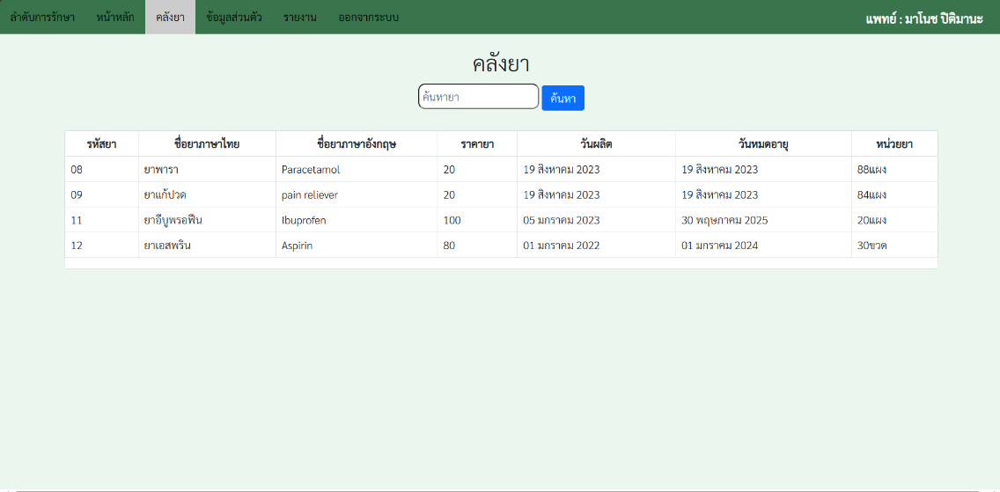 ลำดับการรักษา หน้าหลัก คลังยา ข้อมูลส่วนตัว รายงาน ออกจากระบบ แพทย์ : มาโนช ปิติมานะ
คลังยา
ค้นหายา ค้นหา
รหัสยา ชื่อยาภาษาไทย ชื่อยาภาษาอังกฤษ ราคายา วันผลิต วันหมดอายุ หน่วยยา
08 ยาพารา Paracetamol 20 19 สิงหาคม 2023 19 สิงหาคม 2023 88แผง
09 ยาแก้ปวด pain reliever 20 19 สิงหาคม 2023 19 สิงหาคม 2023 84แผง
11 ยาอีบูพรอฟีน Ibuprofen 100 05 มกราคม 2023 30 พฤษภาคม 2025 20แผง
12 ยาเอสพริน Aspirin 80 01 มกราคม 2022 01 มกราคม 2024 30ขวด